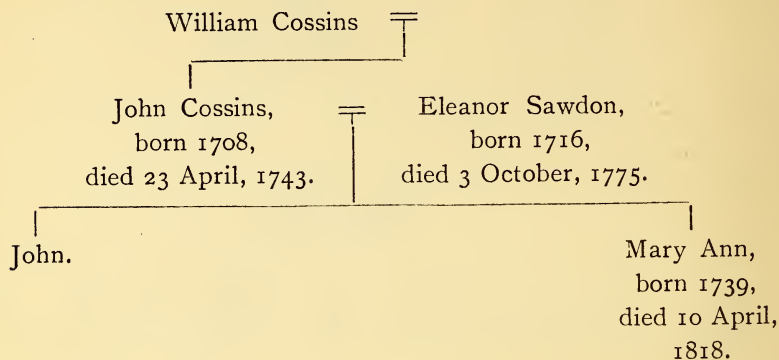 William Cossins
John Cossins,
born 1708,
died 23 April, 1743.
Eleanor Sawdon,
born 1716,
died 3 October, 1775.
John.
Mary Ann,
born 1739,
died 10 April,
1818.